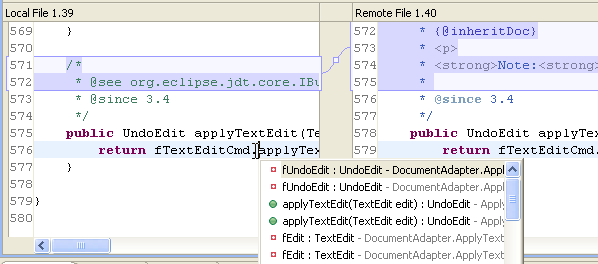 Local File 1.39
Remote File 1.40
569 }
570
571 /*
572 * @see org.eclipse.jdt.core.IBu
573 * @since 3.4
574 */
575 public UndoEdit applyTextEdit(Te
576 return fTextEditCmd.applyTex
577 }
578
579 }
580
572 * {@inheritDoc}
573 * <p>
574 * <strong>Note:<strong>
575 *
576 * @since 3.4
577 */
578 public UndoEdit applyTe
579 return fTextEditCmd.
fUndoEdit : UndoEdit - DocumentAdapter.Appl
fUndoEdit : UndoEdit - DocumentAdapter.Appl
applyTextEdit(TextEdit edit) : UndoEdit - Apply
applyTextEdit(TextEdit edit) : UndoEdit - Apply
fEdit : TextEdit - DocumentAdapter.ApplyText
fEdit : TextEdit - DocumentAdapter.ApplyText